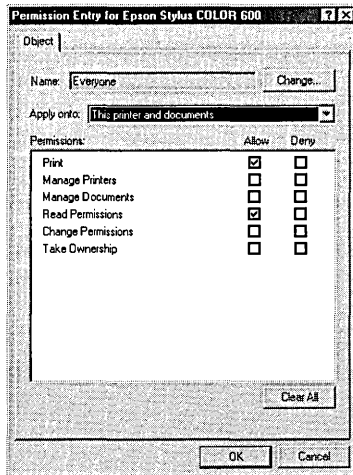 Permission Entry for Epson Stylus COLOR 600
Object
Name: Everyone Change...
Apply onto: This printer and documents
Permissions: Allow Deny
Print
Manage Printers
Manage Documents
Read Permissions
Change Permissions
Take Ownership
Clear All
OK Cancel